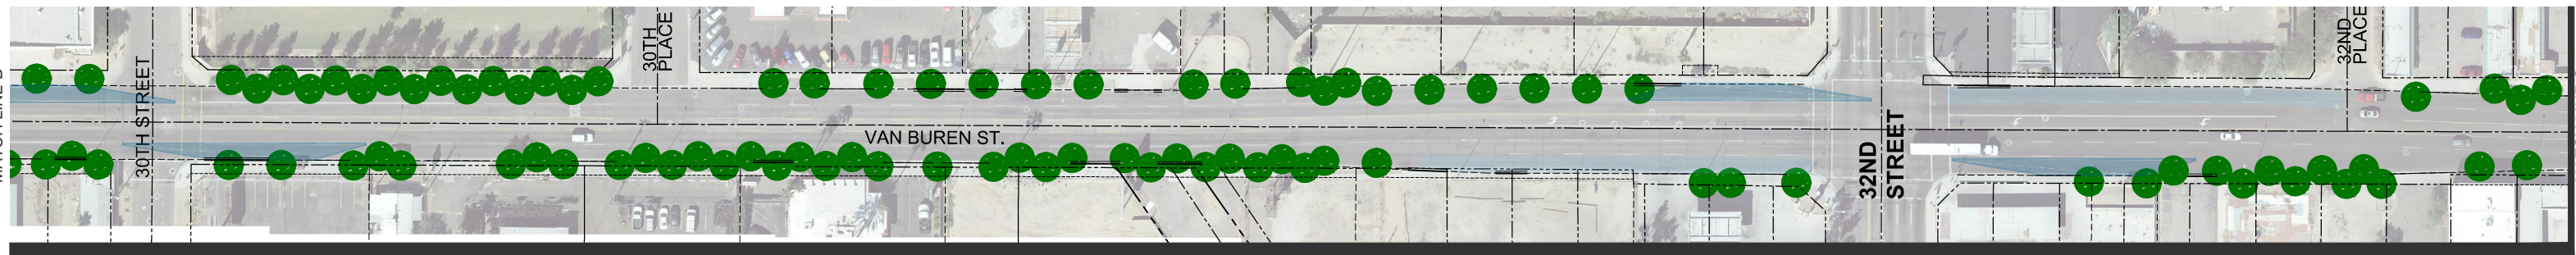 30TH STREET
30TH
PLACE
VAN BUREN ST.
32ND
STREET
32ND
PLACE